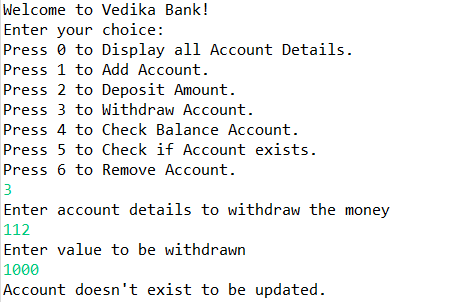 Welcome to Vedika Bank!
Enter your choice:
Press 0 to Display all Account Details.
Press 1 to Add Account.
Press 2 to Deposit Amount.
Press 3 to Withdraw Account.
Press 4 to Check Balance Account.
Press 5 to Check if Account exists.
Press 6 to Remove Account.
3
Enter account details to withdraw the money
112
Enter value to be withdrawn
1000
Account doesn't exist to be updated.